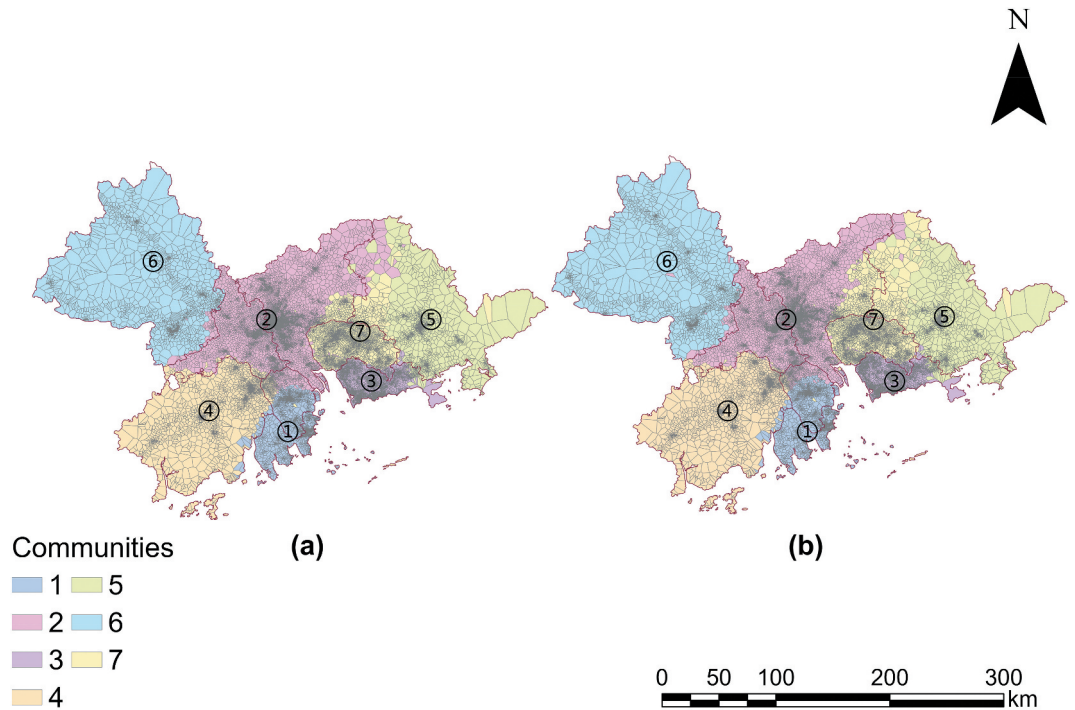 N
⑥ ② ⑦ ⑤ ③ ④ ①
⑥ ② ⑦ ⑤ ③ ④ ①
(a) (b)
Communities
1 5
2 6
3 7
4
0 50 100 200 300
km